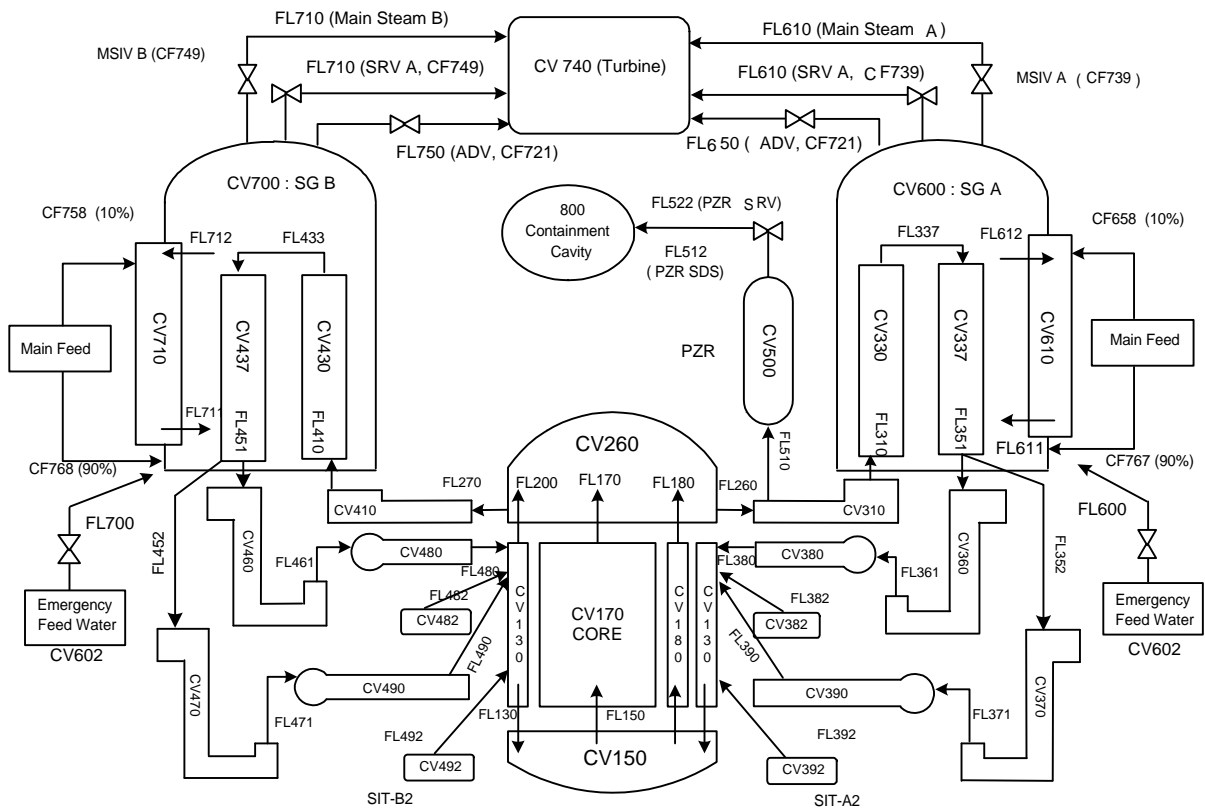 FL710 (Main Steam B)
FL610 (Main Steam A)
MSIV B (CF749)
FL710 (SRV A, CF749)
CV 740 (Turbine)
FL610 (SRV A, CF739)
MSIV A ( CF739 )
FL750 (ADV, CF721)
FL650 ( ADV, CF721)
CV700 : SG B
CV600 : SG A
CF758 (10%)
FL712
FL433
800
Containment
Cavity
FL522 (PZR SRV)
FL512
( PZR SDS)
FL337
FL612
CF658 (10%)
Main Feed
CV710
CV437
CV430
PZR
CV500
CV330
CV337
CV610
Main Feed
FL711
FL451
FL410
FL310
FL351
FL611
CV260
FL510
CF768 (90%)
CF767 (90%)
FL270
FL200
FL170
FL180
FL260
CV410
CV310
FL700
FL452
CV460
FL461
CV480
FL480
FL380
CV380
FL361
CV360
FL352
FL600
FL482
CV482
CV130
CV170
CORE
CV180
CV130
FL382
CV382
Emergency
Feed Water
CV602
Emergency
Feed Water
CV602
FL490
FL390
CV470
CV490
CV390
CV370
FL471
FL130
FL150
FL371
FL492
FL392
CV492
CV150
CV392
SIT-B2
SIT-A2